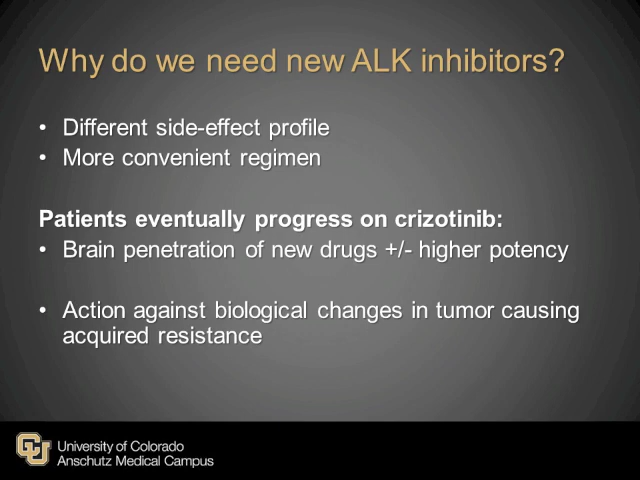 Why do we need new ALK inhibitors?
• Different side-effect profile
• More convenient regimen
Patients eventually progress on crizotinib:
• Brain penetration of new drugs +/- higher potency
• Action against biological changes in tumor causing
acquired resistance
CU
University of Colorado
Anschutz Medical Campus